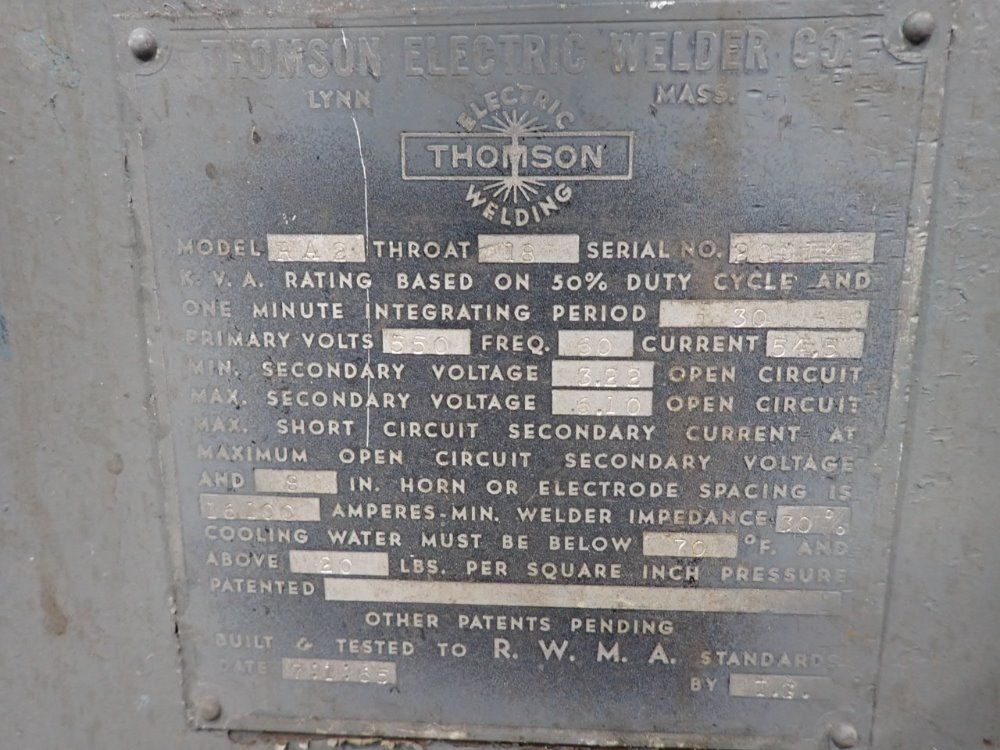 THOMSON ELECTRIC WELDER CO.
LYNN MASS.
ELECTRIC
THOMSON
WELDING
MODEL RA2 THROAT 18 SERIAL NO.
K. V. A. RATING BASED ON 50% DUTY CYCLE AND
ONE MINUTE INTEGRATING PERIOD 30
PRIMARY VOLTS 550 FREQ. 60 CURRENT 54.5
MIN. SECONDARY VOLTAGE 3.22 OPEN CIRCUIT
MAX. SECONDARY VOLTAGE 6.10 OPEN CIRCUIT
MAX. SHORT CIRCUIT SECONDARY CURRENT AT
MAXIMUM OPEN CIRCUIT SECONDARY VOLTAGE
AND 8 IN. HORN OR ELECTRODE SPACING IS
16100 AMPERES-MIN. WELDER IMPEDANCE 30%
COOLING WATER MUST BE BELOW 70 °F. AND
ABOVE 20 LBS. PER SQUARE INCH PRESSURE
PATENTED
OTHER PATENTS PENDING
BUILT & TESTED TO R. W. M. A. STANDARDS
DATE 7:1:65 BY